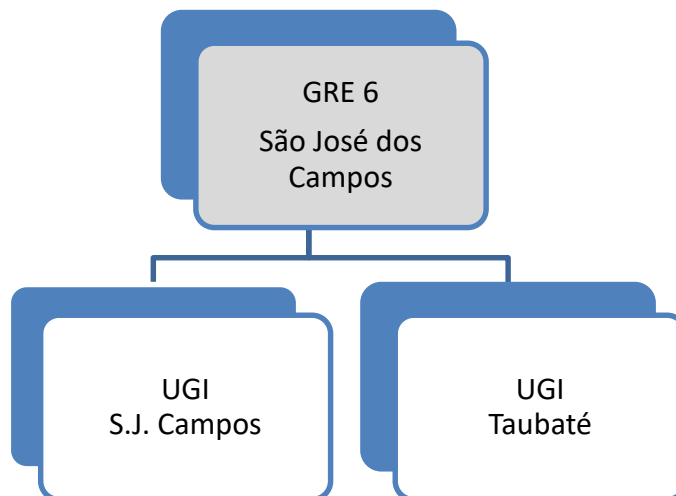 GRE 6
São José dos
Campos
UGI
S.J. Campos
UGI
Taubaté